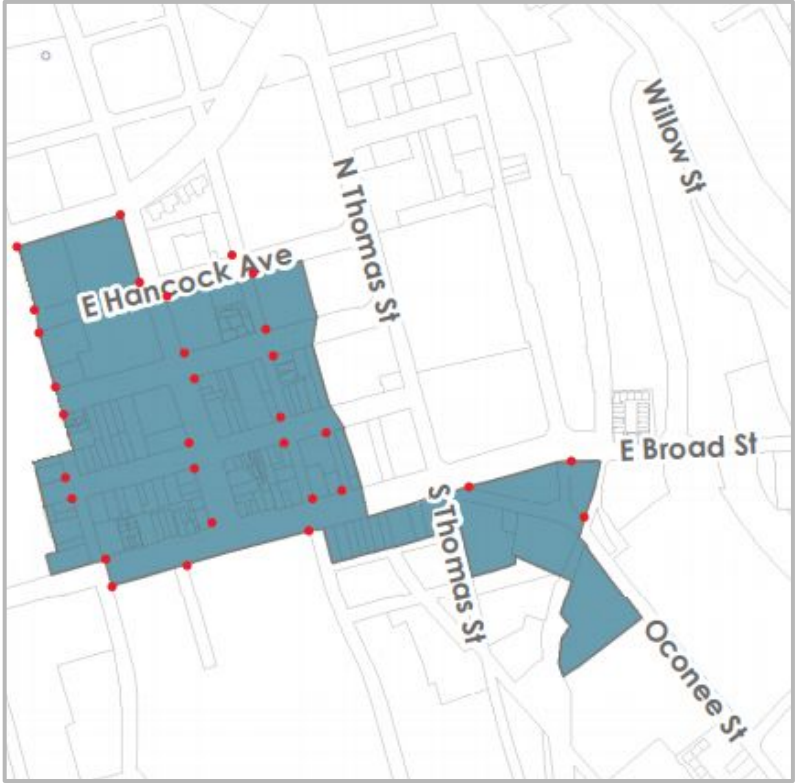 Willow St
N Thomas St
E Hancock Ave
E Broad St
S Thomas St
Oconee St